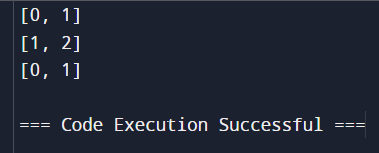 [0, 1]
[1, 2]
[0, 1]
=== Code Execution Successful ===